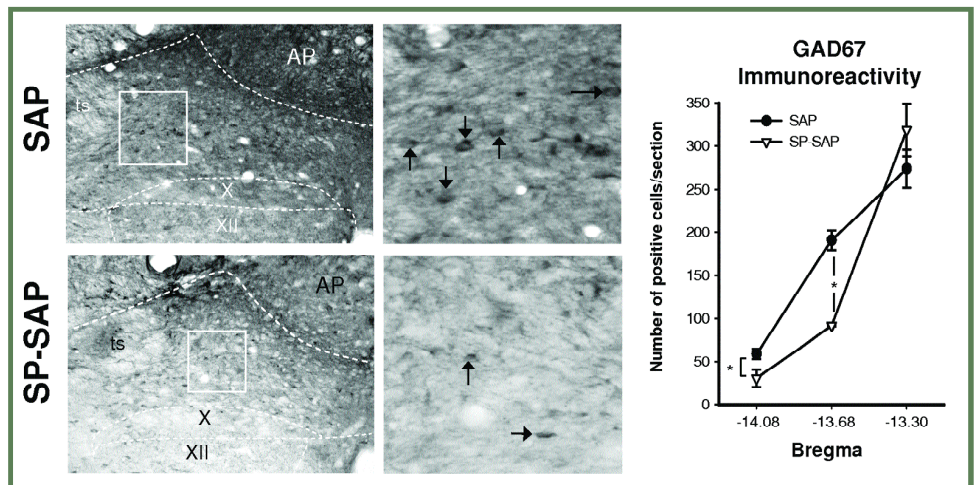 SAP
AP
ts
X
XII
SP-SAP
AP
ts
X
XII
GAD67
Immunoreactivity
SAP
SP-SAP
Number of positive cells/section
350
300
250
200
150
100
50
0
*
*
-14.08
-13.68
-13.30
Bregma